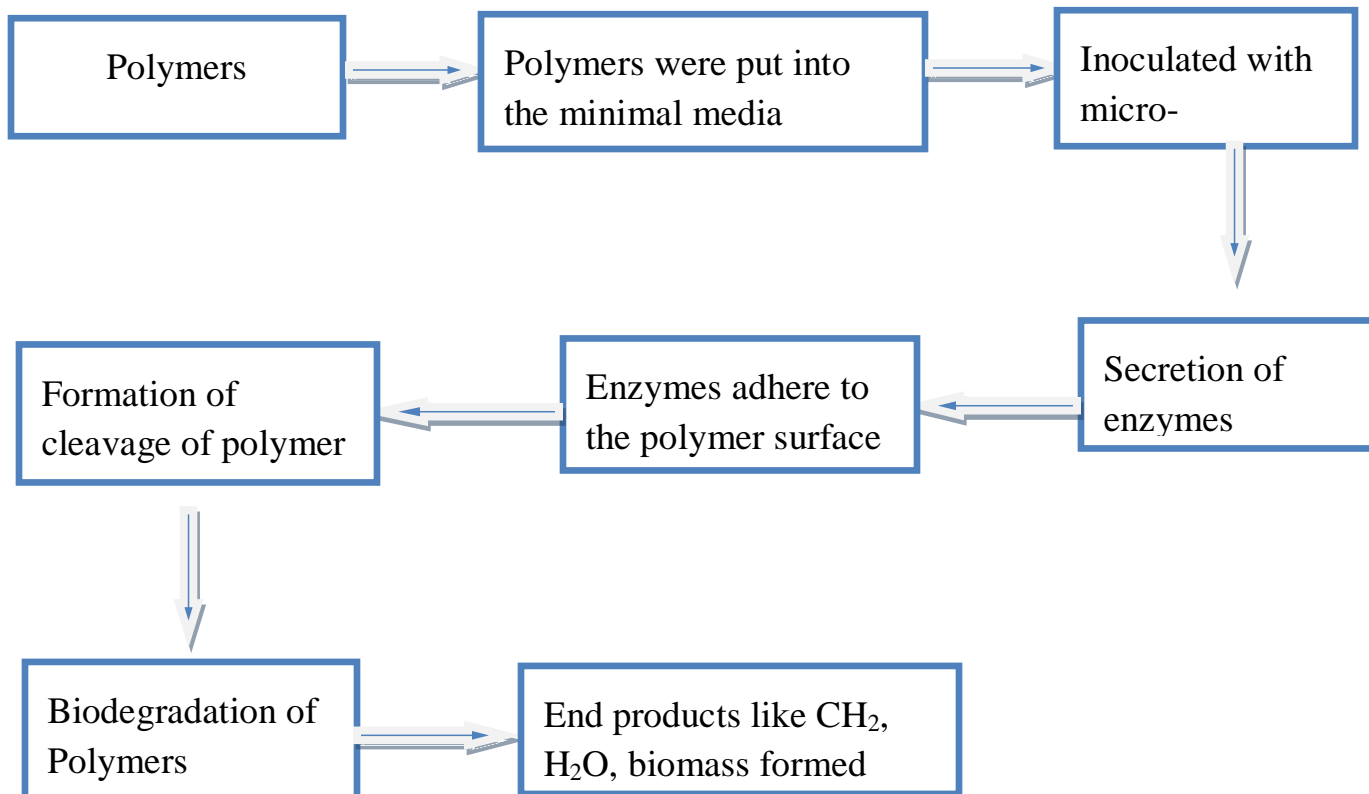 Polymers
Polymers were put into
the minimal media
Inoculated with
micro-
Secretion of
enzymes
Enzymes adhere to
the polymer surface
Formation of
cleavage of polymer
Biodegradation of
Polymers
End products like CH₂,
H₂O, biomass formed